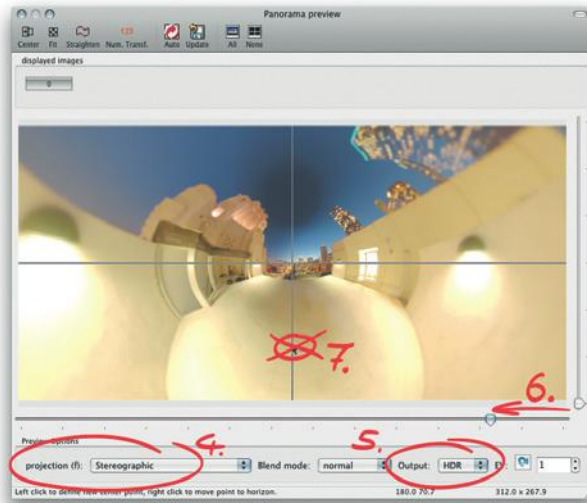 Panorama preview
Center Fit Straighten Num. Transf. Auto Update All None
displayed images
0
7.
6.
4. 5.
Preview Options
projection (f): Stereographic Blend mode: normal Output: HDR EV: 1
Left click to define new center point, right click to move point to horizon. 180.0 70.7 312.0 x 267.9